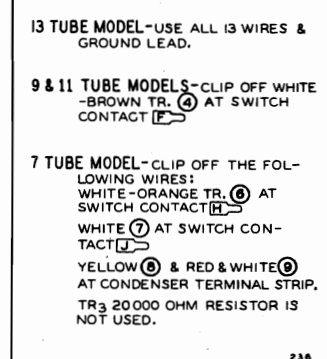 13 TUBE MODEL-USE ALL 13 WIRES &
GROUND LEAD.
9 & 11 TUBE MODELS-CLIP OFF WHITE
-BROWN TR. ④ AT SWITCH
CONTACT F
7 TUBE MODEL-CLIP OFF THE FOL-
LOWING WIRES:
WHITE-ORANGE TR. ⑥ AT
SWITCH CONTACT H
WHITE ⑦ AT SWITCH CON-
TACT J
YELLOW ⑧ & RED & WHITE ⑨
AT CONDENSER TERMINAL STRIP.
TR3 20000 OHM RESISTOR IS
NOT USED.
236